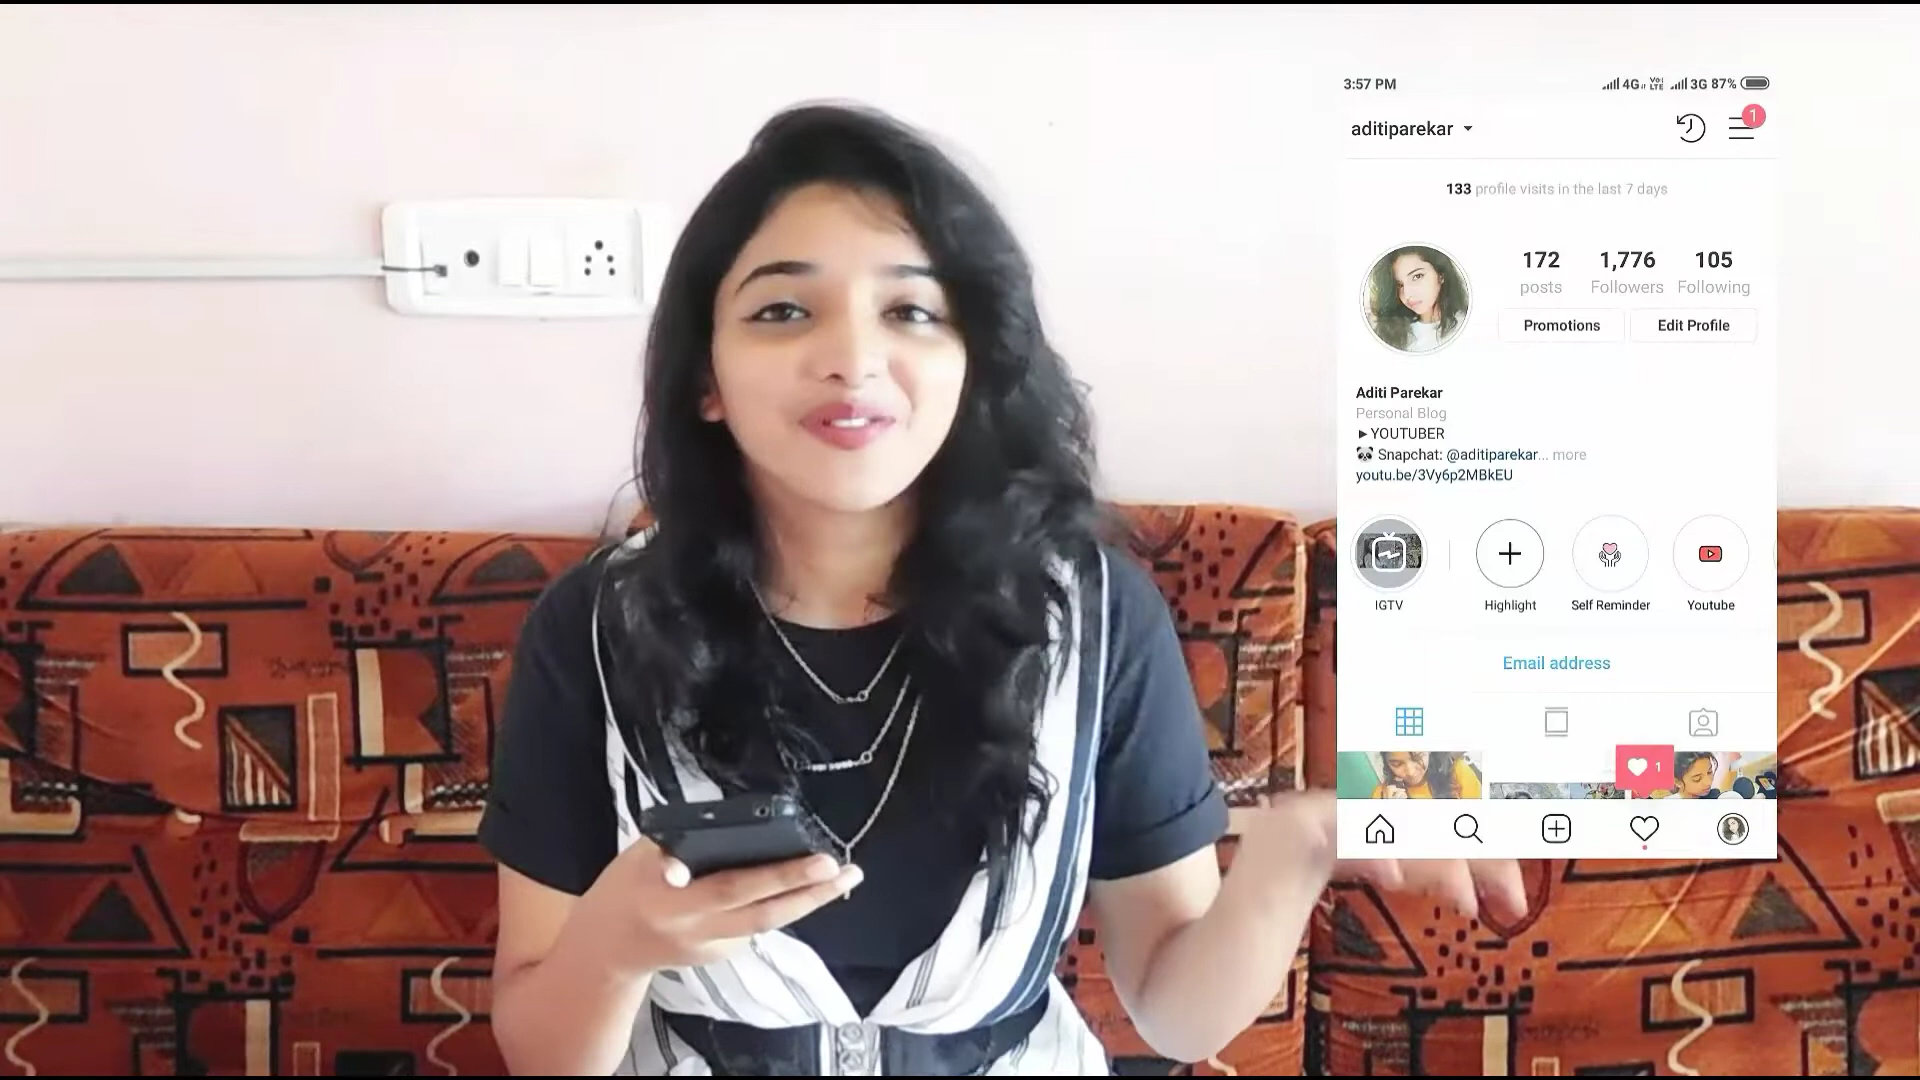 3:57 PM 4G VoLTE 3G 87%
aditiparekar
1
133 profile visits in the last 7 days
172 1,776 105
posts Followers Following
Promotions Edit Profile
Aditi Parekar
Personal Blog
►YOUTUBER
🐼 Snapchat: @aditiparekar... more
youtu.be/3Vy6p2MBkEU
IGTV Highlight Self Reminder Youtube
Email address
1